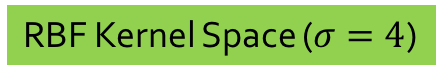 RBF Kernel Space (𝜎 = 4)